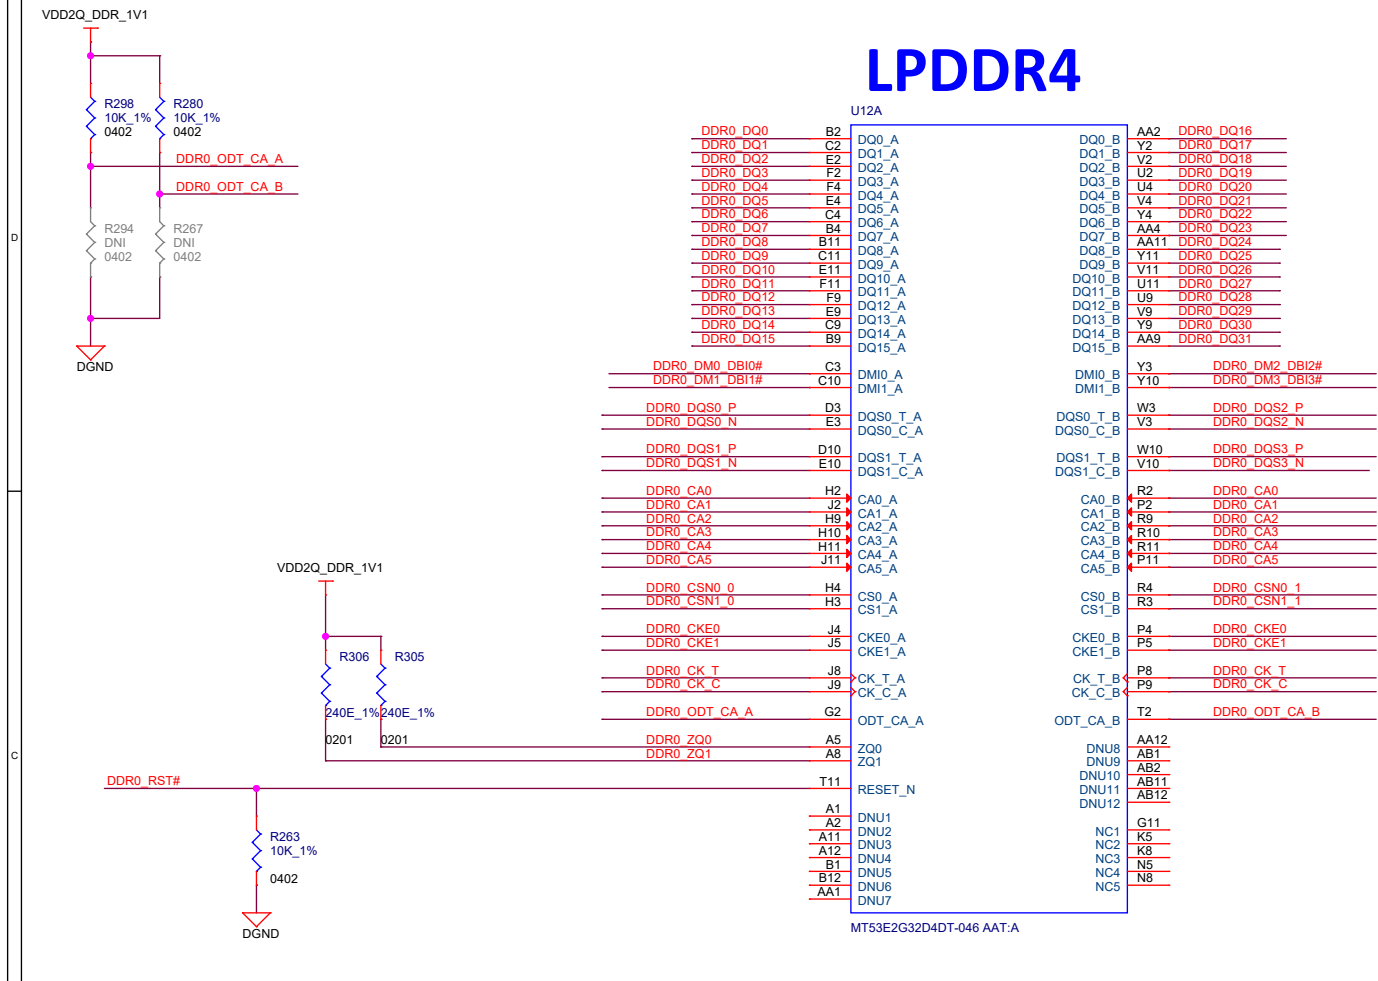 VDD2Q_DDR_1V1
R298
10K_1%
0402
R280
10K_1%
0402
DDR0_ODT_CA_A
DDR0_ODT_CA_B
R294
DNI
0402
R267
DNI
0402
DGND
D
C
LPDDR4
U12A
DDR0_DQ0 B2 DQ0_A DQ0_B AA2 DDR0_DQ16
DDR0_DQ1 C2 DQ1_A DQ1_B Y2 DDR0_DQ17
DDR0_DQ2 E2 DQ2_A DQ2_B V2 DDR0_DQ18
DDR0_DQ3 F2 DQ3_A DQ3_B U2 DDR0_DQ19
DDR0_DQ4 F4 DQ4_A DQ4_B U4 DDR0_DQ20
DDR0_DQ5 E4 DQ5_A DQ5_B V4 DDR0_DQ21
DDR0_DQ6 C4 DQ6_A DQ6_B Y4 DDR0_DQ22
DDR0_DQ7 B4 DQ7_A DQ7_B AA4 DDR0_DQ23
DDR0_DQ8 B11 DQ8_A DQ8_B AA11 DDR0_DQ24
DDR0_DQ9 C11 DQ9_A DQ9_B Y11 DDR0_DQ25
DDR0_DQ10 E11 DQ10_A DQ10_B V11 DDR0_DQ26
DDR0_DQ11 F11 DQ11_A DQ11_B U11 DDR0_DQ27
DDR0_DQ12 F9 DQ12_A DQ12_B U9 DDR0_DQ28
DDR0_DQ13 E9 DQ13_A DQ13_B V9 DDR0_DQ29
DDR0_DQ14 C9 DQ14_A DQ14_B Y9 DDR0_DQ30
DDR0_DQ15 B9 DQ15_A DQ15_B AA9 DDR0_DQ31
DDR0_DM0_DBI0# C3 DMI0_A DMI0_B Y3 DDR0_DM2_DBI2#
DDR0_DM1_DBI1# C10 DMI1_A DMI1_B Y10 DDR0_DM3_DBI3#
DDR0_DQS0_P D3 DQS0_T_A DQS0_T_B W3 DDR0_DQS2_P
DDR0_DQS0_N E3 DQS0_C_A DQS0_C_B V3 DDR0_DQS2_N
DDR0_DQS1_P D10 DQS1_T_A DQS1_T_B W10 DDR0_DQS3_P
DDR0_DQS1_N E10 DQS1_C_A DQS1_C_B V10 DDR0_DQS3_N
DDR0_CA0 H2 CA0_A CA0_B R2 DDR0_CA0
DDR0_CA1 J2 CA1_A CA1_B P2 DDR0_CA1
DDR0_CA2 H9 CA2_A CA2_B R9 DDR0_CA2
DDR0_CA3 H10 CA3_A CA3_B R10 DDR0_CA3
DDR0_CA4 H11 CA4_A CA4_B R11 DDR0_CA4
DDR0_CA5 J11 CA5_A CA5_B P11 DDR0_CA5
DDR0_CSN0_0 H4 CS0_A CS0_B R4 DDR0_CSN0_1
DDR0_CSN1_0 H3 CS1_A CS1_B R3 DDR0_CSN1_1
DDR0_CKE0 J4 CKE0_A CKE0_B P4 DDR0_CKE0
DDR0_CKE1 J5 CKE1_A CKE1_B P5 DDR0_CKE1
DDR0_CK_T J8 CK_T_A CK_T_B P8 DDR0_CK_T
DDR0_CK_C J9 CK_C_A CK_C_B P9 DDR0_CK_C
DDR0_ODT_CA_A G2 ODT_CA_A ODT_CA_B T2 DDR0_ODT_CA_B
DDR0_ZQ0 A5 ZQ0 DNU8 AA12
DDR0_ZQ1 A8 ZQ1 DNU9 AB1
DNU10 AB2
T11 RESET_N DNU11 AB11
DNU12 AB12
A1 DNU1
A2 DNU2 NC1 G11
A11 DNU3 NC2 K5
A12 DNU4 NC3 K8
B1 DNU5 NC4 N5
B12 DNU6 NC5 N8
AA1 DNU7
MT53E2G32D4DT-046 AAT:A
VDD2Q_DDR_1V1
R306
240E_1%
0201
R305
240E_1%
0201
DDR0_RST#
R263
10K_1%
0402
DGND